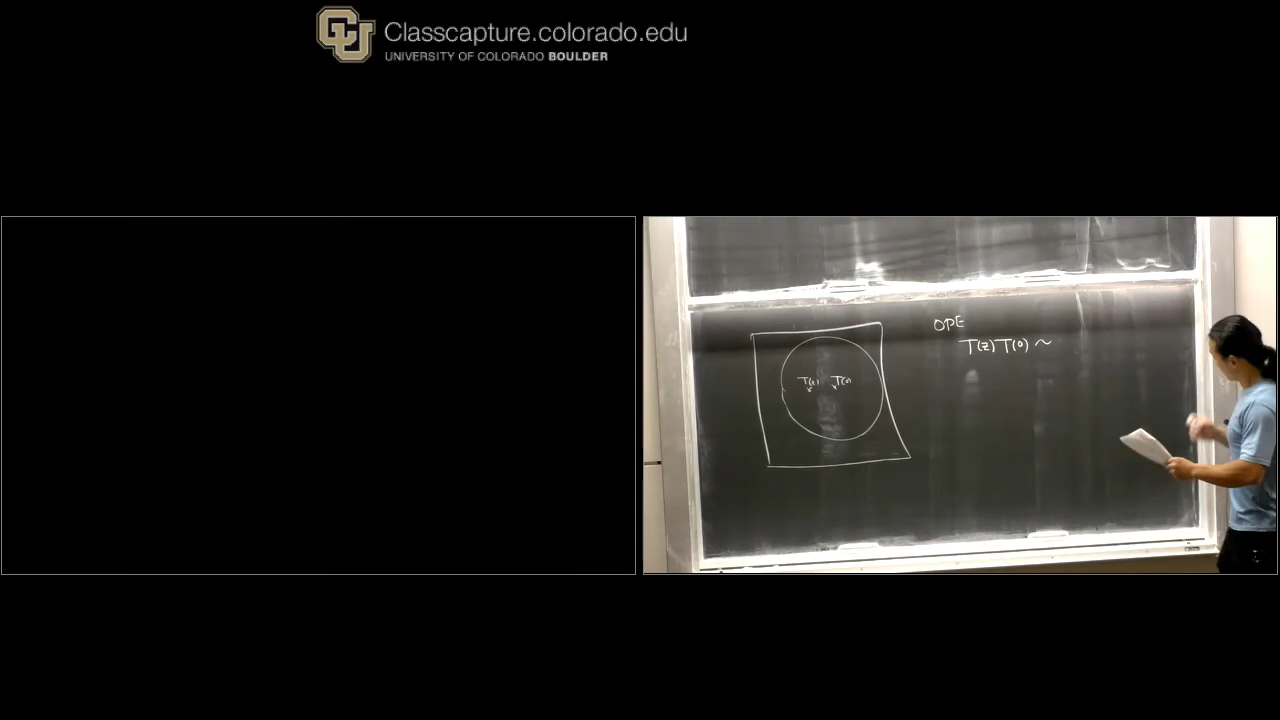 Classcapture.colorado.edu
UNIVERSITY OF COLORADO BOULDER
OPE
T(z)T(0) ~
T(z) T(0)